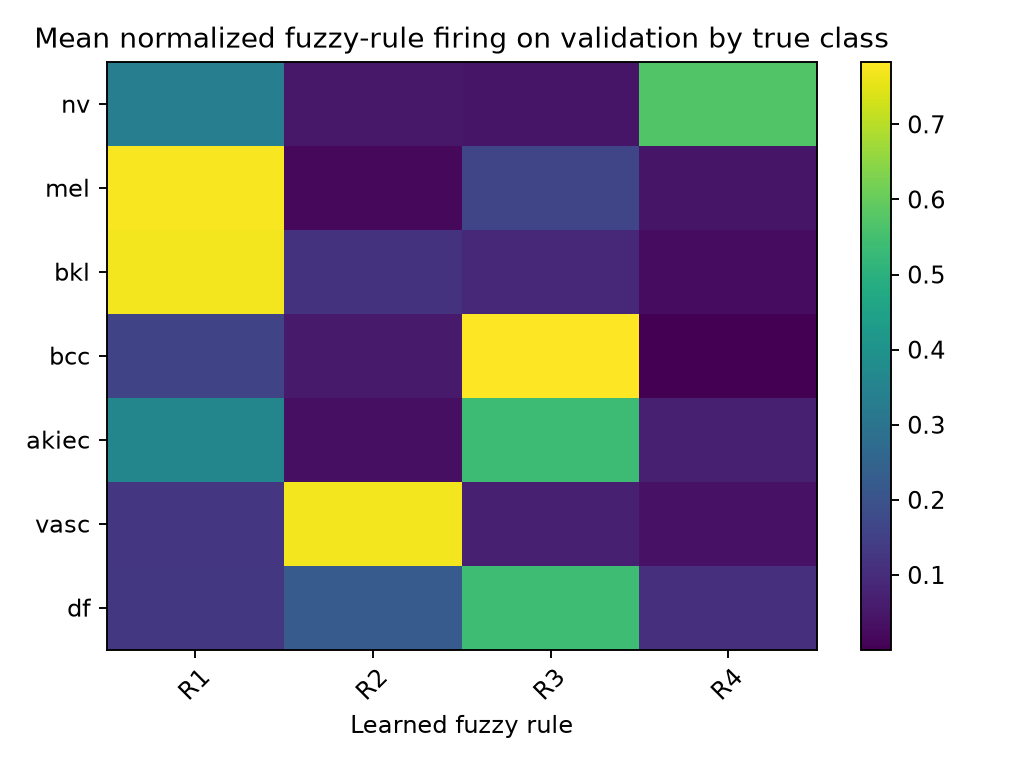 Mean normalized fuzzy-rule firing on validation by true class
nv
mel
bkl
bcc
akiec
vasc
df
R1 R2 R3 R4
Learned fuzzy rule
0.7
0.6
0.5
0.4
0.3
0.2
0.1